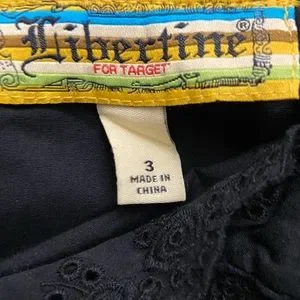 Libertine®
FOR TARGET
3
MADE IN
CHINA